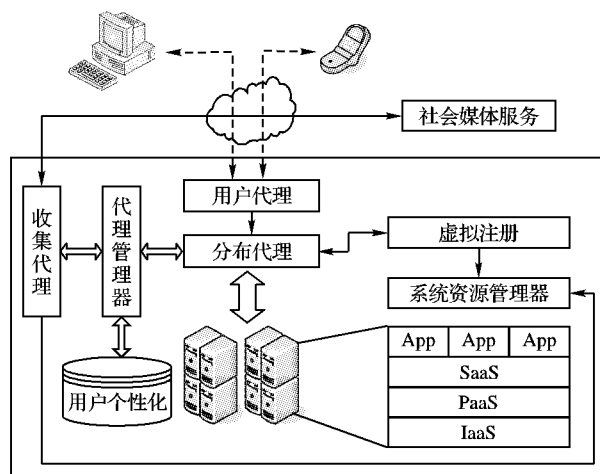 社会媒体服务
用户代理
收集代理
代理管理器
分布代理
虚拟注册
系统资源管理器
App App App
SaaS
用户个性化
PaaS
IaaS